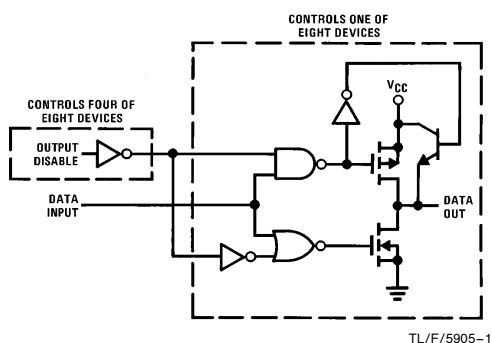 CONTROLS ONE OF
EIGHT DEVICES
VCC
CONTROLS FOUR OF
EIGHT DEVICES
OUTPUT
DISABLE
DATA
INPUT
DATA
OUT
TL/F/5905–1